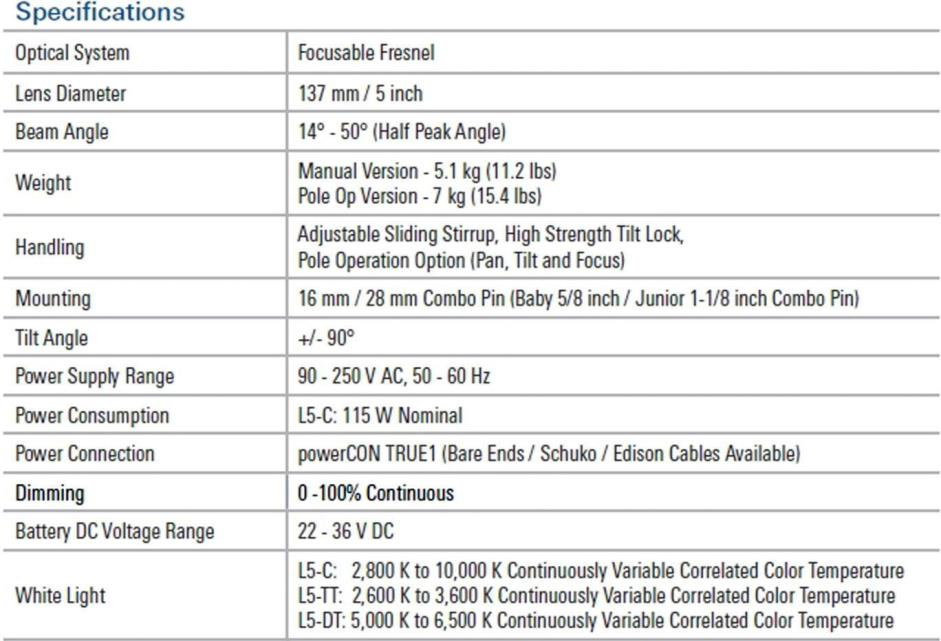 Specifications
Optical System Focusable Fresnel
Lens Diameter 137 mm / 5 inch
Beam Angle 14° - 50° (Half Peak Angle)
Weight
Manual Version - 5.1 kg (11.2 lbs)
Pole Op Version - 7 kg (15.4 lbs)
Handling
Adjustable Sliding Stirrup, High Strength Tilt Lock,
Pole Operation Option (Pan, Tilt and Focus)
Mounting 16 mm / 28 mm Combo Pin (Baby 5/8 inch / Junior 1-1/8 inch Combo Pin)
Tilt Angle +/- 90°
Power Supply Range 90 - 250 V AC, 50 - 60 Hz
Power Consumption L5-C: 115 W Nominal
Power Connection powerCON TRUE1 (Bare Ends / Schuko / Edison Cables Available)
Dimming 0 -100% Continuous
Battery DC Voltage Range 22 - 36 V DC
White Light
L5-C: 2,800 K to 10,000 K Continuously Variable Correlated Color Temperature
L5-TT: 2,600 K to 3,600 K Continuously Variable Correlated Color Temperature
L5-DT: 5,000 K to 6,500 K Continuously Variable Correlated Color Temperature